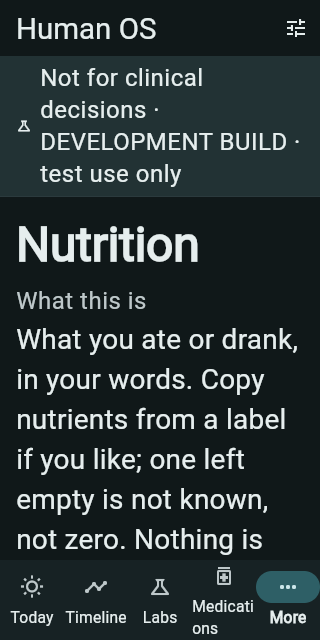 Human OS
Not for clinical
decisions ·
DEVELOPMENT BUILD ·
test use only
Nutrition
What this is
What you ate or drank,
in your words. Copy
nutrients from a label
if you like; one left
empty is not known,
not zero. Nothing is
Today
Timeline
Labs
Medicati
ons
More